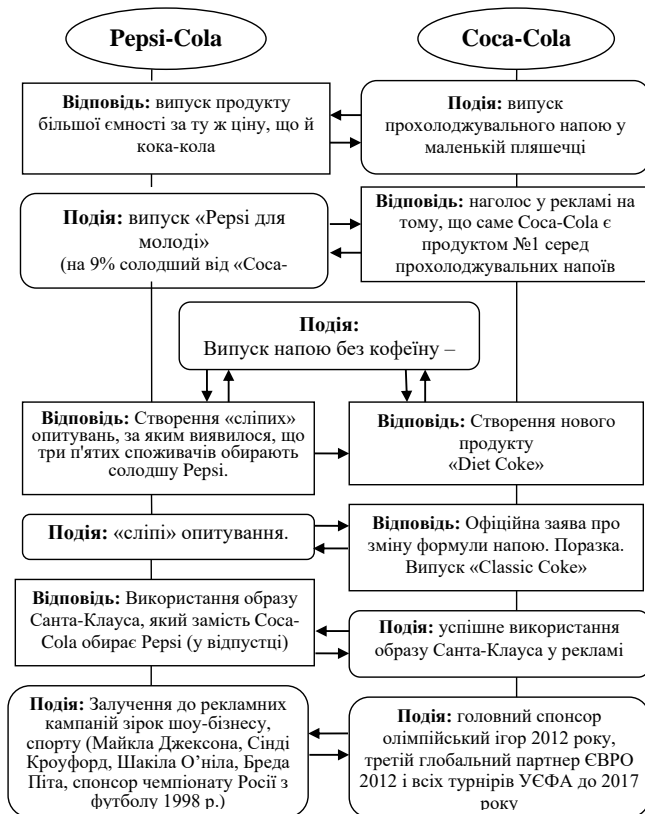 Pepsi-Cola
Coca-Cola
Відповідь: випуск продукту
більшої ємності за ту ж ціну, що й
кока-кола
Подія: випуск
прохолоджувального напою у
маленькій пляшечці
Подія: випуск «Pepsi для
молоді»
(на 9% солодший від «Coca-
Відповідь: наголос у рекламі на
тому, що саме Coca-Cola є
продуктом №1 серед
прохолоджувальних напоїв
Подія:
Випуск напою без кофеїну –
Відповідь: Створення «сліпих»
опитувань, за яким виявилося, що
три п'ятих споживачів обирають
солодшу Pepsi.
Відповідь: Створення нового
продукту
«Diet Coke»
Подія: «сліпі» опитування.
Відповідь: Офіційна заява про
зміну формули напою. Поразка.
Випуск «Classic Coke»
Відповідь: Використання образу
Санта-Клауса, який замість Coca-
Cola обирає Pepsi (у відпустці)
Подія: успішне використання
образу Санта-Клауса у рекламі
Подія: Залучення до рекламних
кампаній зірок шоу-бізнесу,
спорту (Майкла Джексона, Сінді
Кроуфорд, Шакіла О’ніла, Бреда
Піта, спонсор чемпіонату Росії з
футболу 1998 р.)
Подія: головний спонсор
олімпійський ігор 2012 року,
третій глобальний партнер ЄВРО
2012 і всіх турнірів УЄФА до 2017
року